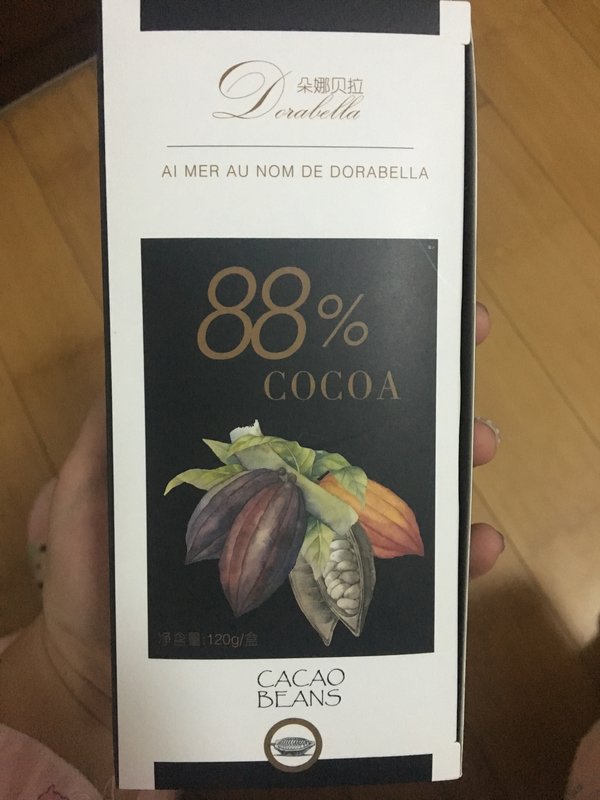 朵娜贝拉
Dorabella
AI MER AU NOM DE DORABELLA
88%
COCOA
净含量:120g/盒
CACAO
BEANS